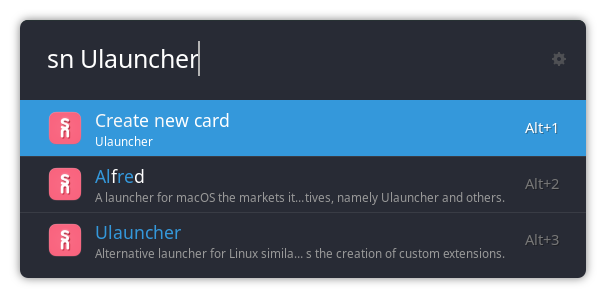 sn Ulauncher
Create new card
Ulauncher
Alt+1
Alfred
A launcher for macOS the markets it...tives, namely Ulauncher and others.
Alt+2
Ulauncher
Alternative launcher for Linux simila... s the creation of custom extensions.
Alt+3